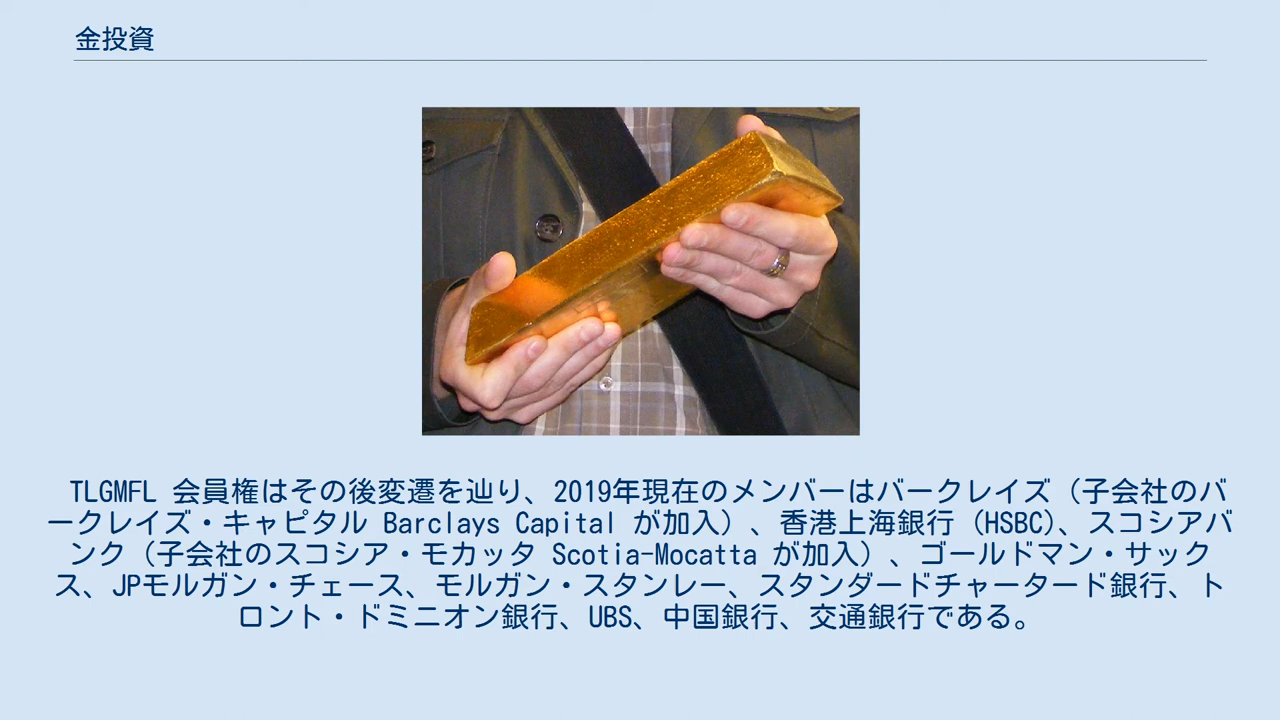 金投資
TLGMFL 会員権はその後変遷を辿り、2019年現在のメンバーはバークレイズ（子会社のバ
ークレイズ・キャピタル Barclays Capital が加入）、香港上海銀行（HSBC)、スコシアバ
ンク（子会社のスコシア・モカッタ Scotia-Mocatta が加入）、ゴールドマン・サック
ス、JPモルガン・チェース、モルガン・スタンレー、スタンダードチャータード銀行、ト
ロント・ドミニオン銀行、UBS、中国銀行、交通銀行である。